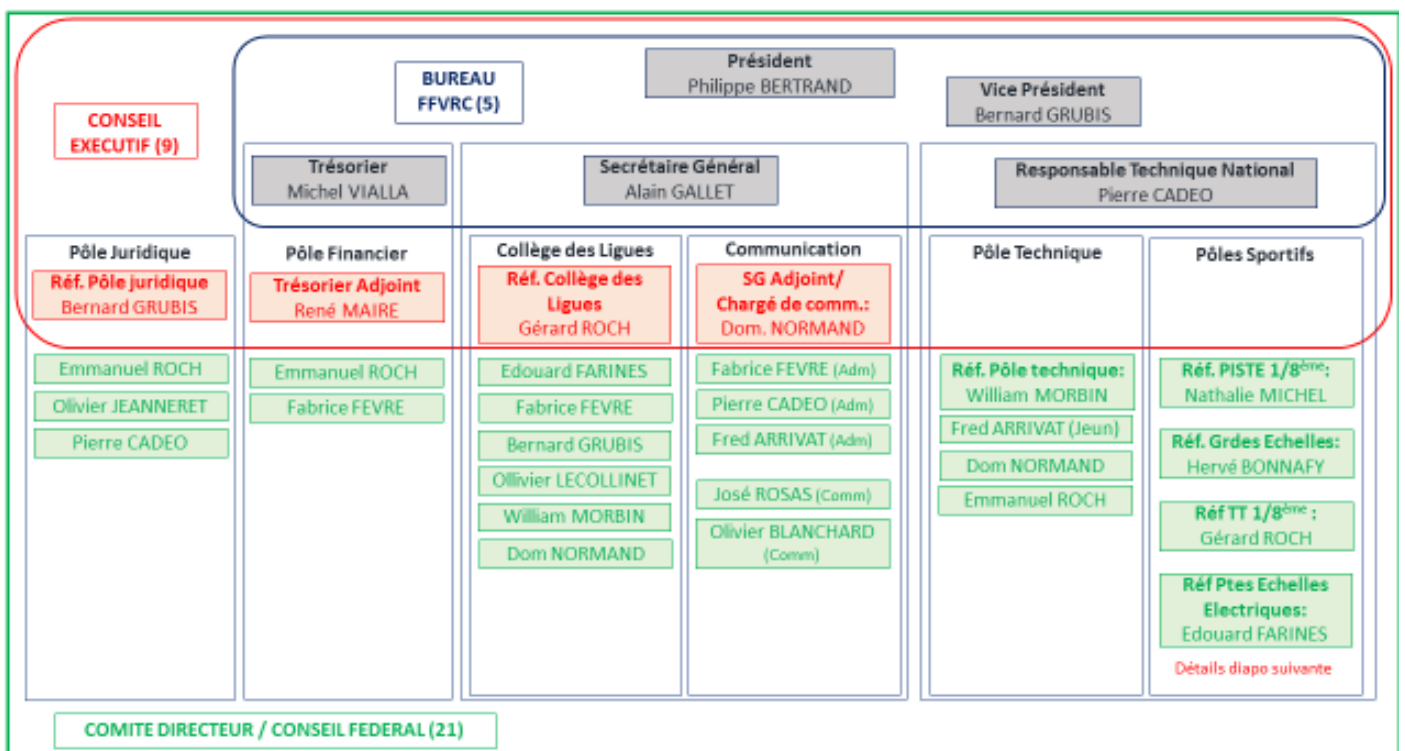 Président
Philippe BERTRAND
BUREAU
FFVRC (5)
Vice Président
Bernard GRUBIS
CONSEIL
EXECUTIF (9)
Trésorier
Michel VIALLA
Secrétaire Général
Alain GALLET
Responsable Technique National
Pierre CADEO
Pôle Juridique
Réf. Pôle juridique
Bernard GRUBIS
Emmanuel ROCH
Olivier JEANNERET
Pierre CADEO
Pôle Financier
Trésorier Adjoint
René MAIRE
Emmanuel ROCH
Fabrice FEVRE
Collège des Ligues
Réf. Collège des
Ligues
Gérard ROCH
Edouard FARINES
Fabrice FEVRE
Bernard GRUBIS
Ollivier LECOLLINET
William MORBIN
Dom NORMAND
Communication
SG Adjoint/
Chargé de comm.:
Dom. NORMAND
Fabrice FEVRE (Adm)
Pierre CADEO (Adm)
Fred ARRIVAT (Adm)
José ROSAS (Comm)
Olivier BLANCHARD
(Comm)
Pôle Technique
Réf. Pôle technique:
William MORBIN
Fred ARRIVAT (Jeun)
Dom NORMAND
Emmanuel ROCH
Pôles Sportifs
Réf. PISTE 1/8ème:
Nathalie MICHEL
Réf. Grdes Echelles:
Hervé BONNAFY
Réf TT 1/8ème :
Gérard ROCH
Réf Ptes Echelles
Electriques:
Edouard FARINES
Détails diapo suivante
COMITE DIRECTEUR / CONSEIL FEDERAL (21)